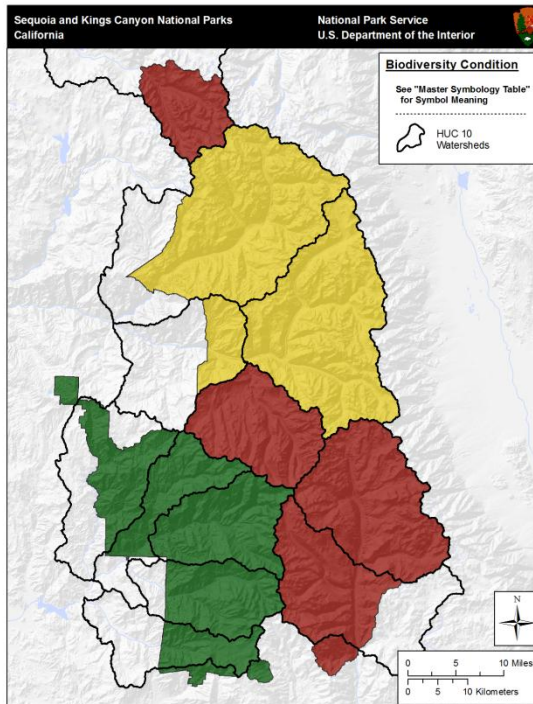 Sequoia and Kings Canyon National Parks
California
National Park Service
U.S. Department of the Interior
Biodiversity Condition
See "Master Symbology Table"
for Symbol Meaning
HUC 10
Watersheds
N
0 5 10 Miles
0 5 10 Kilometers